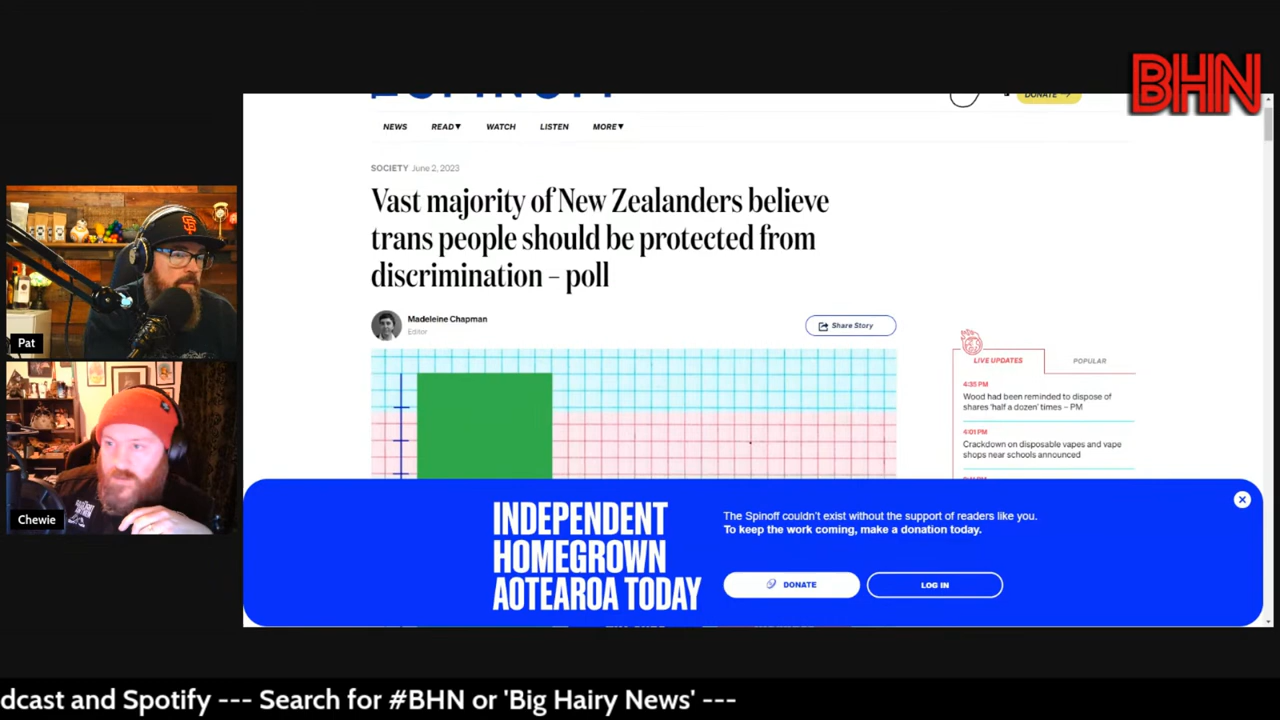 BHN
SPINOFF
DONATE →
NEWS
READ▼
WATCH
LISTEN
MORE▼
SOCIETY June 2, 2023
Vast majority of New Zealanders believe
trans people should be protected from
discrimination – poll
Madeleine Chapman
Editor
Share Story
LIVE UPDATES
POPULAR
4:35 PM
Wood had been reminded to dispose of
shares 'half a dozen' times – PM
4:01 PM
Crackdown on disposable vapes and vape
shops near schools announced
Pat
Chewie
INDEPENDENT
HOMEGROWN
AOTEAROA TODAY
The Spinoff couldn't exist without the support of readers like you.
To keep the work coming, make a donation today.
DONATE
LOG IN
dcast and Spotify --- Search for #BHN or 'Big Hairy News' ---